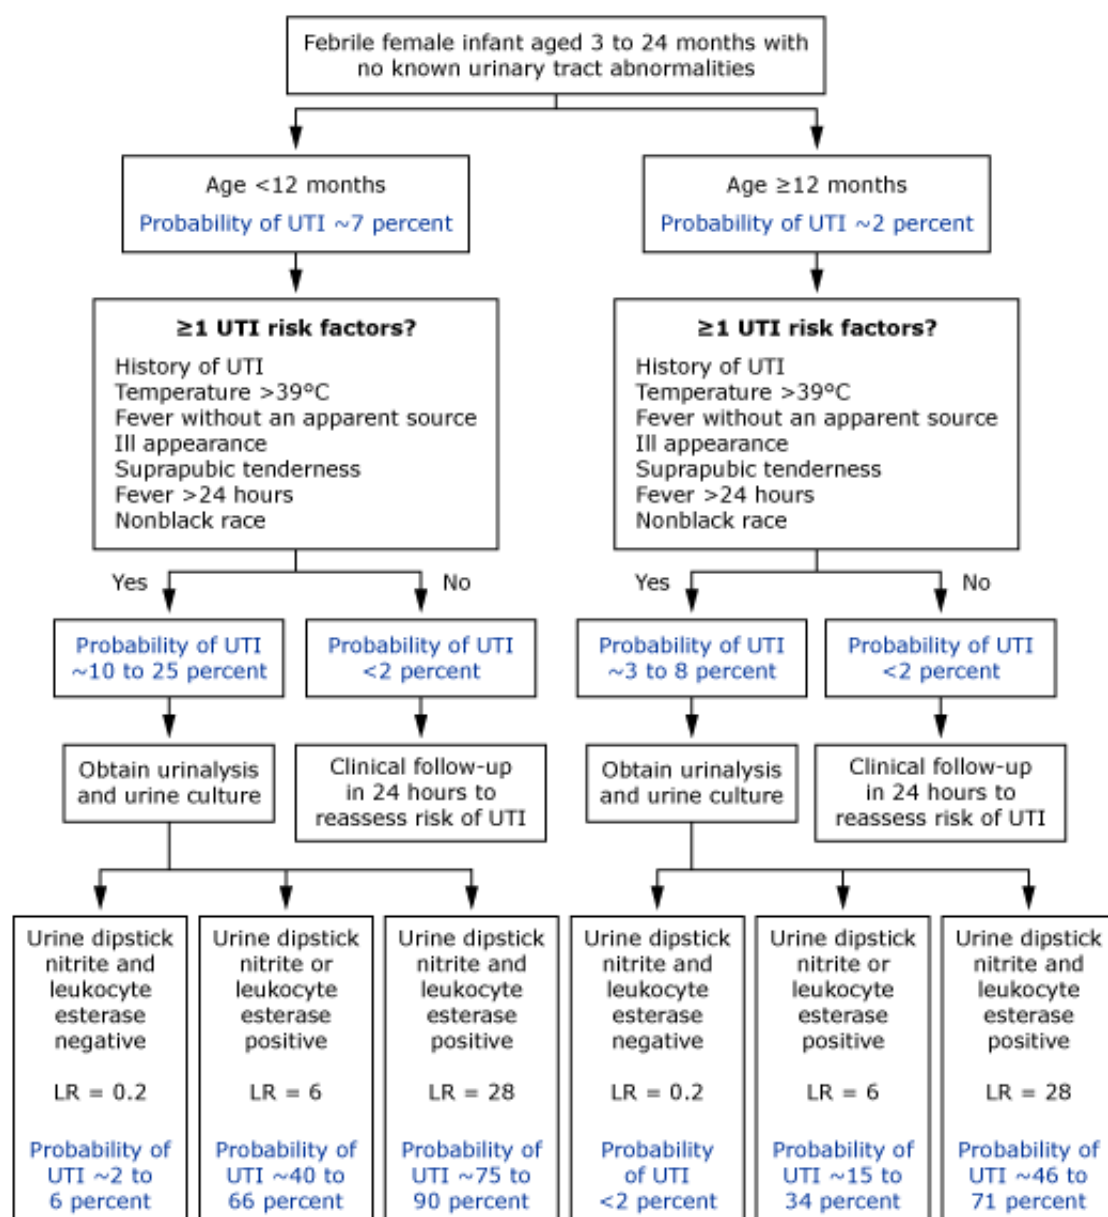 Febrile female infant aged 3 to 24 months with
no known urinary tract abnormalities
Age <12 months
Probability of UTI ~7 percent
Age ≥12 months
Probability of UTI ~2 percent
≥1 UTI risk factors?
History of UTI
Temperature >39°C
Fever without an apparent source
Ill appearance
Suprapubic tenderness
Fever >24 hours
Nonblack race
≥1 UTI risk factors?
History of UTI
Temperature >39°C
Fever without an apparent source
Ill appearance
Suprapubic tenderness
Fever >24 hours
Nonblack race
Yes
No
Yes
No
Probability of UTI
~10 to 25 percent
Probability of UTI
<2 percent
Probability of UTI
~3 to 8 percent
Probability of UTI
<2 percent
Obtain urinalysis
and urine culture
Clinical follow-up
in 24 hours to
reassess risk of UTI
Obtain urinalysis
and urine culture
Clinical follow-up
in 24 hours to
reassess risk of UTI
Urine dipstick
nitrite and
leukocyte
esterase
negative
LR = 0.2
Probability of
UTI ~2 to
6 percent
Urine dipstick
nitrite or
leukocyte
esterase
positive
LR = 6
Probability of
UTI ~40 to
66 percent
Urine dipstick
nitrite and
leukocyte
esterase
positive
LR = 28
Probability of
UTI ~75 to
90 percent
Urine dipstick
nitrite and
leukocyte
esterase
negative
LR = 0.2
Probability
of UTI
<2 percent
Urine dipstick
nitrite or
leukocyte
esterase
positive
LR = 6
Probability of
UTI ~15 to
34 percent
Urine dipstick
nitrite and
leukocyte
esterase
positive
LR = 28
Probability of
UTI ~46 to
71 percent